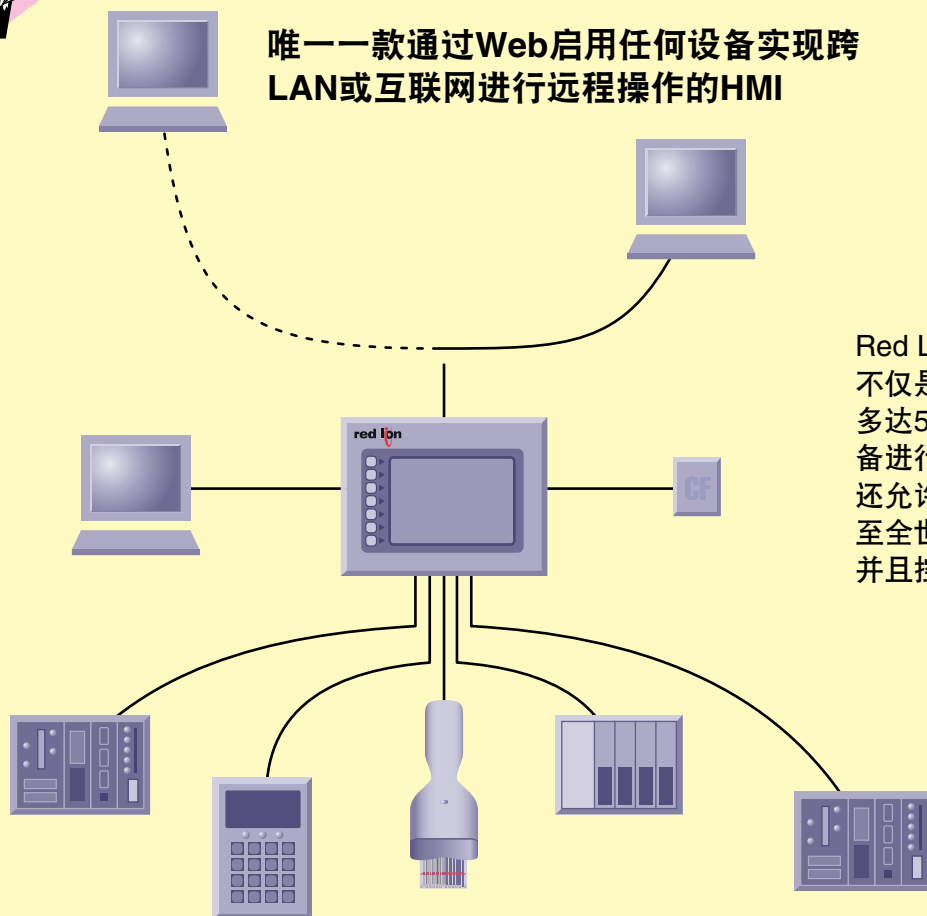 唯一一款通过Web启用任何设备实现跨
LAN或互联网进行远程操作的HMI
Red L
不仅是
多达5
备进行
还允许
至全世
并且
red lion
CF